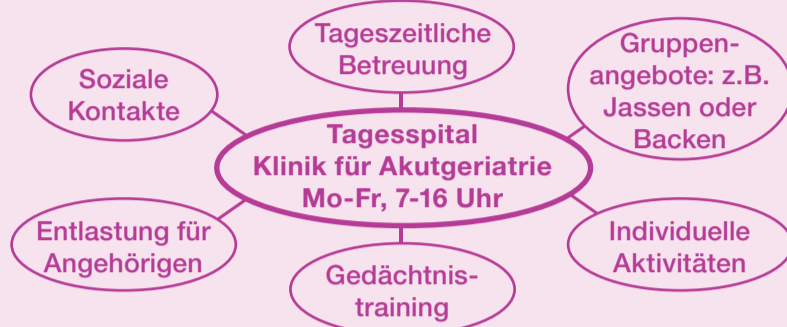 Tageszeitliche
Betreuung
Gruppen-
angebote: z.B.
Jassen oder
Backen
Soziale
Kontakte
Tagesspital
Klinik für Akutgeriatrie
Mo-Fr, 7-16 Uhr
Entlastung für
Angehörigen
Individuelle
Aktivitäten
Gedächtnis-
training